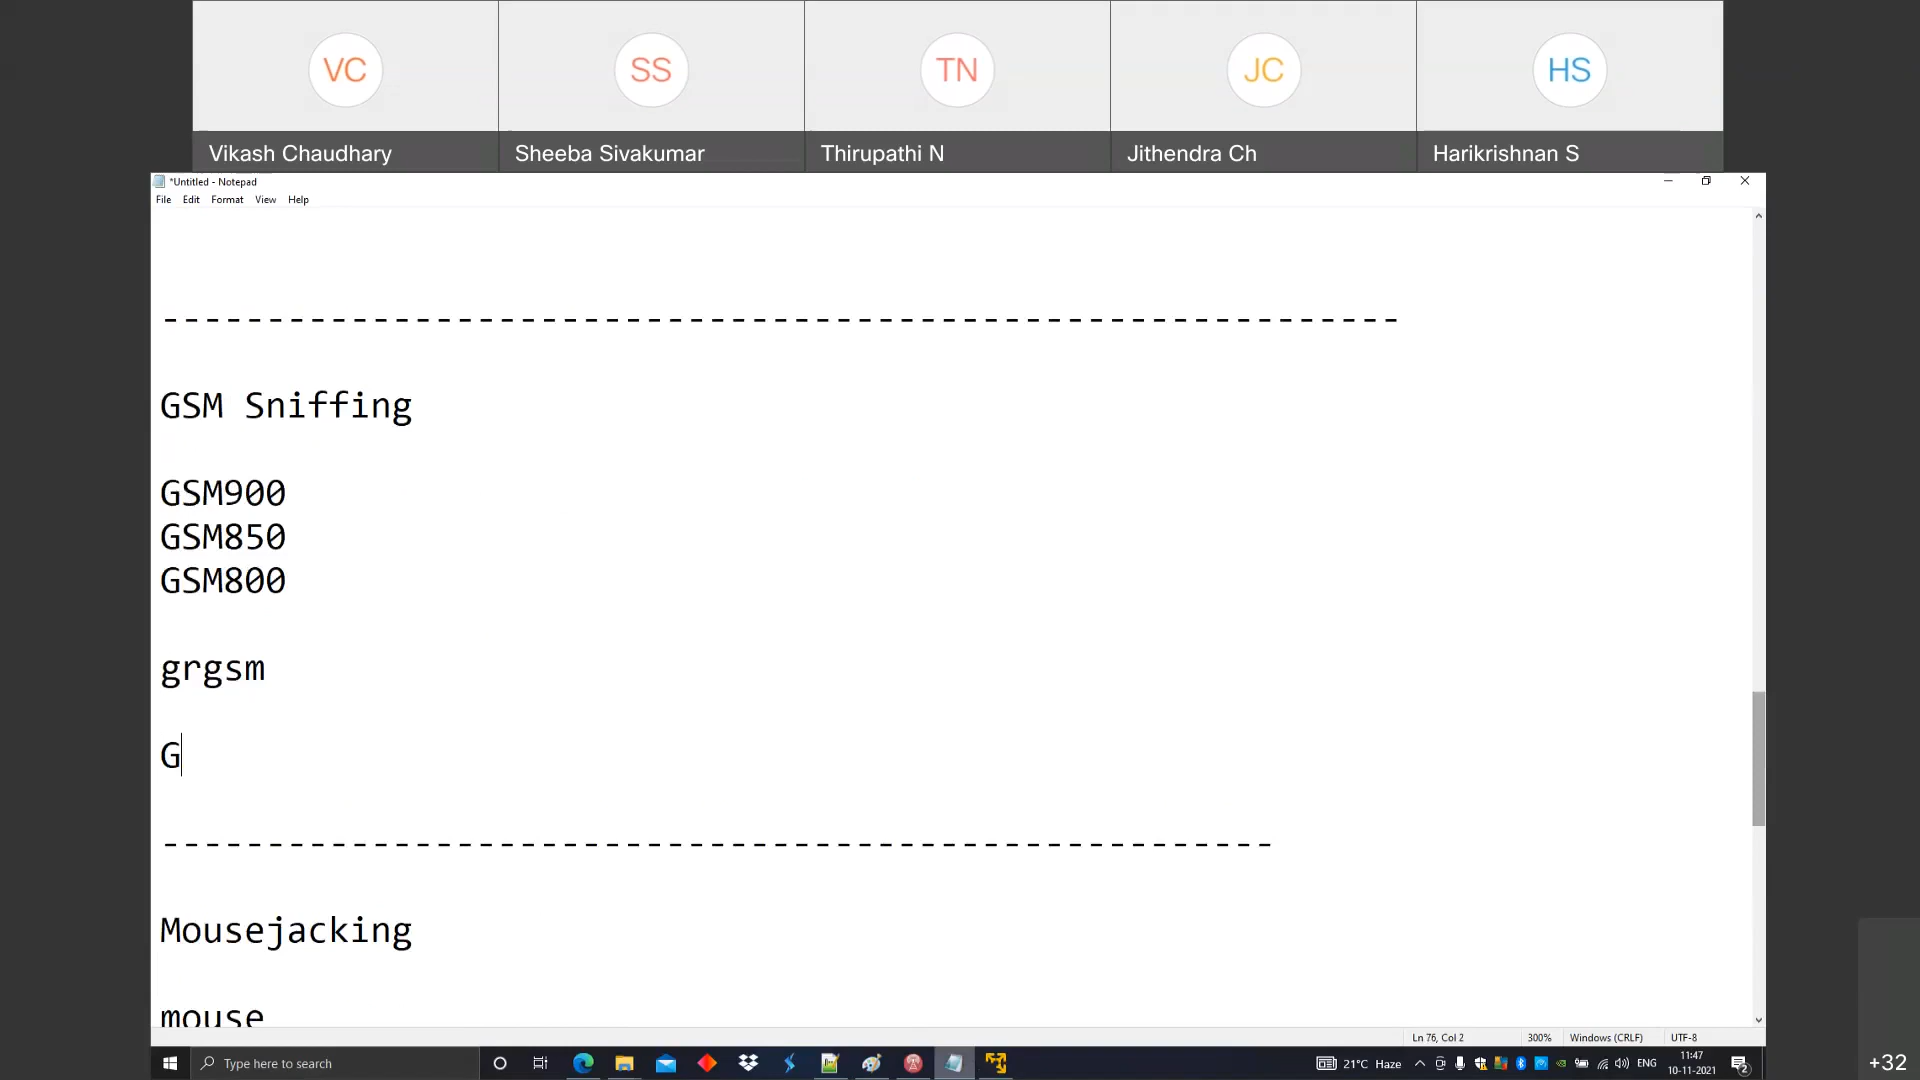 VC SS TN JC HS
Vikash Chaudhary Sheeba Sivakumar Thirupathi N Jithendra Ch Harikrishnan S
*Untitled - Notepad
File Edit Format View Help
------------------------------------------------------------
GSM Sniffing
GSM900
GSM850
GSM800
grgsm
G
------------------------------------------------------
Mousejacking
mouse
Ln 76, Col 2 300% Windows (CRLF) UTF-8
Type here to search
21°C Haze
ENG
11:47
10-11-2021
2
+32